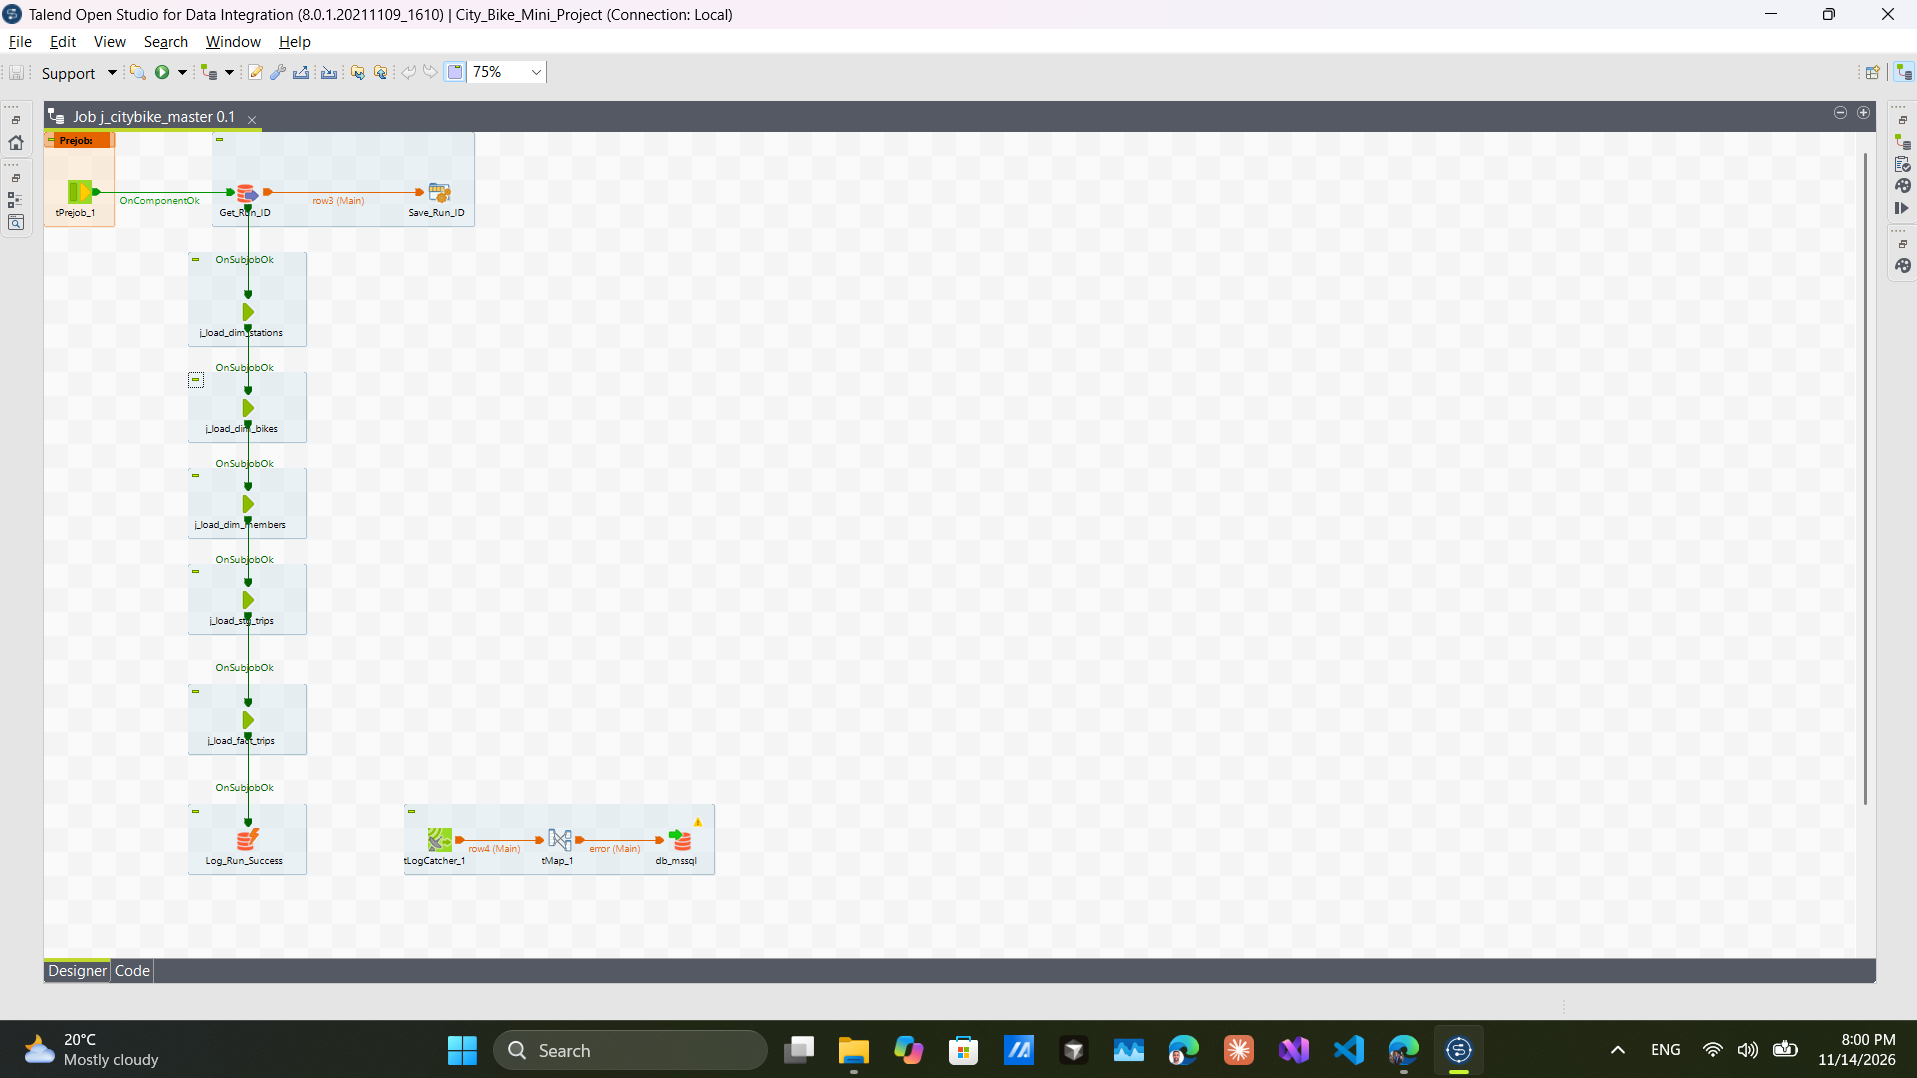 Talend Open Studio for Data Integration (8.0.1.20211109_1610) | City_Bike_Mini_Project (Connection: Local)
File Edit View Search Window Help
Support 75%
Job j_citybike_master 0.1
Prejob:
tPrejob_1
OnComponentOk
Get_Run_ID
row3 (Main)
Save_Run_ID
OnSubjobOk
j_load_dim_stations
OnSubjobOk
j_load_dim_bikes
OnSubjobOk
j_load_dim_members
OnSubjobOk
j_load_stg_trips
OnSubjobOk
j_load_fact_trips
OnSubjobOk
Log_Run_Success
tLogCatcher_1
row4 (Main)
tMap_1
error (Main)
db_mssql
Designer Code
20°C
Mostly cloudy
Search
ENG
8:00 PM
11/14/2026